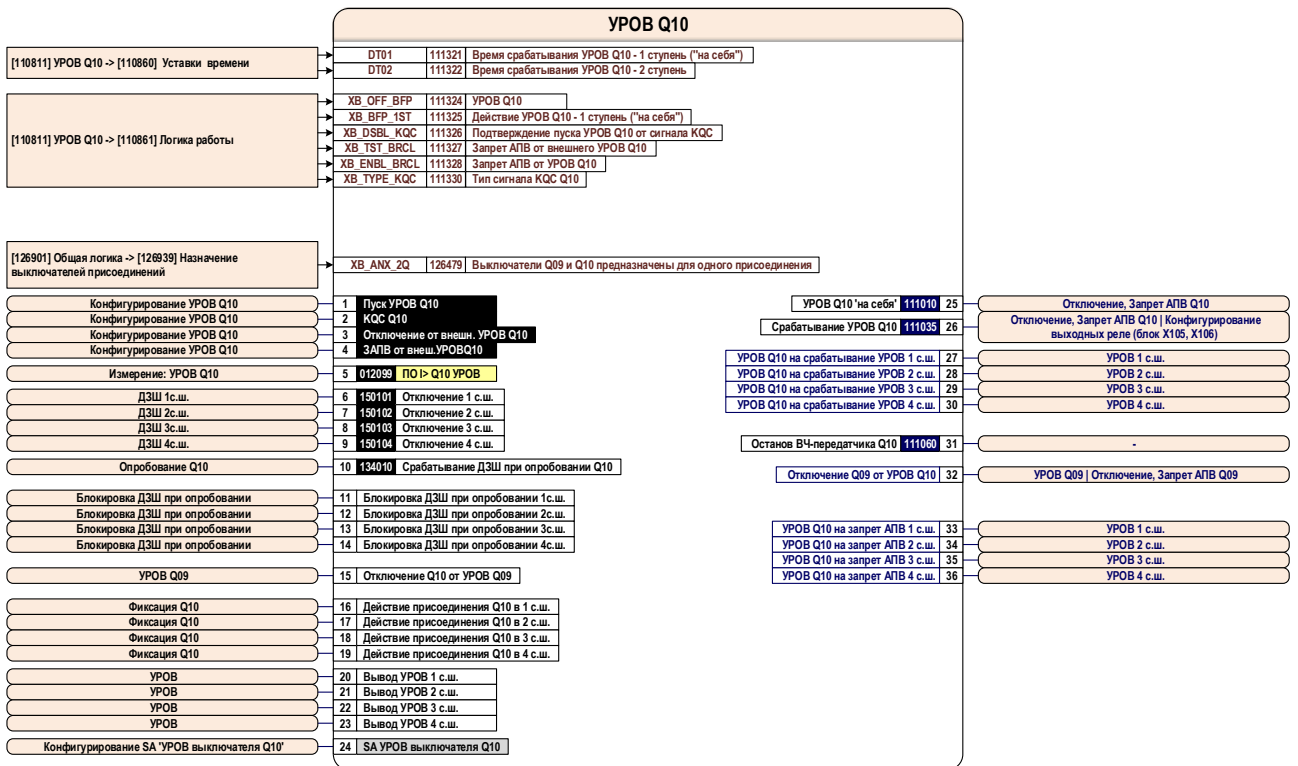 УРОВ Q10
[110811] УРОВ Q10 -> [110860] Уставки времени
DT01 111321 Время срабатывания УРОВ Q10 - 1 ступень ("на себя")
DT02 111322 Время срабатывания УРОВ Q10 - 2 ступень
[110811] УРОВ Q10 -> [110861] Логика работы
XB_OFF_BFP 111324 УРОВ Q10
XB_BFP_1ST 111325 Действие УРОВ Q10 - 1 ступень ("на себя")
XB_DSBL_KQC 111326 Подтверждение пуска УРОВ Q10 от сигнала KQC
XB_TST_BRCL 111327 Запрет АПВ от внешнего УРОВ Q10
XB_ENBL_BRCL 111328 Запрет АПВ от УРОВ Q10
XB_TYPE_KQC 111330 Тип сигнала KQC Q10
[126901] Общая логика -> [126939] Назначение
выключателей присоединений
XB_ANX_2Q 126479 Выключатели Q09 и Q10 предназначены для одного присоединения
Конфигурирование УРОВ Q10 1 Пуск УРОВ Q10
Конфигурирование УРОВ Q10 2 KQC Q10
Конфигурирование УРОВ Q10 3 Отключение от внешн. УРОВ Q10
Конфигурирование УРОВ Q10 4 ЗАПВ от внеш.УРОВQ10
Измерение: УРОВ Q10 5 012099 ПО I> Q10 УРОВ
ДЗШ 1с.ш. 6 150101 Отключение 1 с.ш.
ДЗШ 2с.ш. 7 150102 Отключение 2 с.ш.
ДЗШ 3с.ш. 8 150103 Отключение 3 с.ш.
ДЗШ 4с.ш. 9 150104 Отключение 4 с.ш.
Опробование Q10 10 134010 Срабатывание ДЗШ при опробовании Q10
Блокировка ДЗШ при опробовании 11 Блокировка ДЗШ при опробовании 1с.ш.
Блокировка ДЗШ при опробовании 12 Блокировка ДЗШ при опробовании 2с.ш.
Блокировка ДЗШ при опробовании 13 Блокировка ДЗШ при опробовании 3с.ш.
Блокировка ДЗШ при опробовании 14 Блокировка ДЗШ при опробовании 4с.ш.
УРОВ Q09 15 Отключение Q10 от УРОВ Q09
Фиксация Q10 16 Действие присоединения Q10 в 1 с.ш.
Фиксация Q10 17 Действие присоединения Q10 в 2 с.ш.
Фиксация Q10 18 Действие присоединения Q10 в 3 с.ш.
Фиксация Q10 19 Действие присоединения Q10 в 4 с.ш.
УРОВ 20 Вывод УРОВ 1 с.ш.
УРОВ 21 Вывод УРОВ 2 с.ш.
УРОВ 22 Вывод УРОВ 3 с.ш.
УРОВ 23 Вывод УРОВ 4 с.ш.
Конфигурирование SA 'УРОВ выключателя Q10' 24 SA УРОВ выключателя Q10
УРОВ Q10 'на себя' 111010 25 Отключение, Запрет АПВ Q10
Срабатывание УРОВ Q10 111035 26 Отключение, Запрет АПВ Q10 | Конфигурирование
выходных реле (блок X105, X106)
УРОВ Q10 на срабатывание УРОВ 1 с.ш. 27 УРОВ 1 с.ш.
УРОВ Q10 на срабатывание УРОВ 2 с.ш. 28 УРОВ 2 с.ш.
УРОВ Q10 на срабатывание УРОВ 3 с.ш. 29 УРОВ 3 с.ш.
УРОВ Q10 на срабатывание УРОВ 4 с.ш. 30 УРОВ 4 с.ш.
Останов ВЧ-передатчика Q10 111060 31 -
Отключение Q09 от УРОВ Q10 32 УРОВ Q09 | Отключение, Запрет АПВ Q09
УРОВ Q10 на запрет АПВ 1 с.ш. 33 УРОВ 1 с.ш.
УРОВ Q10 на запрет АПВ 2 с.ш. 34 УРОВ 2 с.ш.
УРОВ Q10 на запрет АПВ 3 с.ш. 35 УРОВ 3 с.ш.
УРОВ Q10 на запрет АПВ 4 с.ш. 36 УРОВ 4 с.ш.